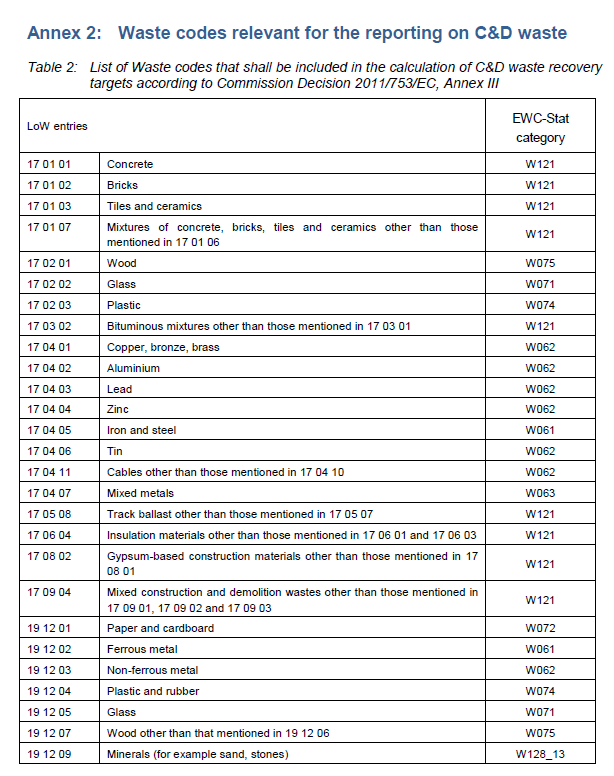 Annex 2: Waste codes relevant for the reporting on C&D waste
Table 2: List of Waste codes that shall be included in the calculation of C&D waste recovery
targets according to Commission Decision 2011/753/EC, Annex III
LoW entries
EWC-Stat
category
17 01 01 Concrete W121
17 01 02 Bricks W121
17 01 03 Tiles and ceramics W121
17 01 07 Mixtures of concrete, bricks, tiles and ceramics other than those
mentioned in 17 01 06
W121
17 02 01 Wood W075
17 02 02 Glass W071
17 02 03 Plastic W074
17 03 02 Bituminous mixtures other than those mentioned in 17 03 01 W121
17 04 01 Copper, bronze, brass W062
17 04 02 Aluminium W062
17 04 03 Lead W062
17 04 04 Zinc W062
17 04 05 Iron and steel W061
17 04 06 Tin W062
17 04 11 Cables other than those mentioned in 17 04 10 W062
17 04 07 Mixed metals W063
17 05 08 Track ballast other than those mentioned in 17 05 07 W121
17 06 04 Insulation materials other than those mentioned in 17 06 01 and 17 06 03 W121
17 08 02 Gypsum-based construction materials other than those mentioned in 17
08 01
W121
17 09 04 Mixed construction and demolition wastes other than those mentioned in
17 09 01, 17 09 02 and 17 09 03
W121
19 12 01 Paper and cardboard W072
19 12 02 Ferrous metal W061
19 12 03 Non-ferrous metal W062
19 12 04 Plastic and rubber W074
19 12 05 Glass W071
19 12 07 Wood other than that mentioned in 19 12 06 W075
19 12 09 Minerals (for example sand, stones) W128_13